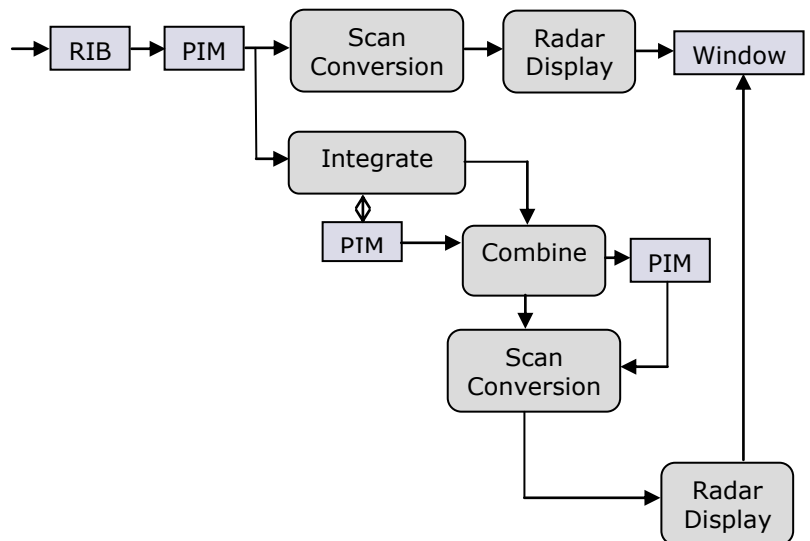 RIB
PIM
Scan
Conversion
Radar
Display
Window
Integrate
PIM
Combine
PIM
Scan
Conversion
Radar
Display